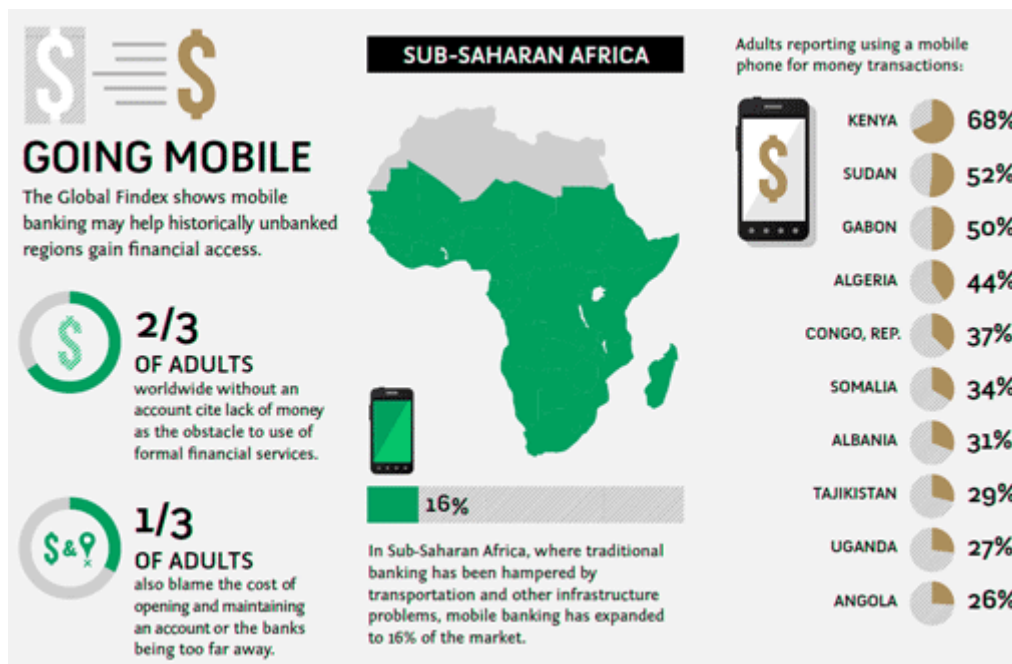 GOING MOBILE
The Global Findex shows mobile
banking may help historically unbanked
regions gain financial access.
$
2/3
OF ADULTS
worldwide without an
account cite lack of money
as the obstacle to use of
formal financial services.
$&
1/3
OF ADULTS
also blame the cost of
opening and maintaining
an account or the banks
being too far away.
SUB-SAHARAN AFRICA
16%
In Sub-Saharan Africa, where traditional
banking has been hampered by
transportation and other infrastructure
problems, mobile banking has expanded
to 16% of the market.
Adults reporting using a mobile
phone for money transactions:
$
KENYA 68%
SUDAN 52%
GABON 50%
ALGERIA 44%
CONGO, REP. 37%
SOMALIA 34%
ALBANIA 31%
TAJIKISTAN 29%
UGANDA 27%
ANGOLA 26%